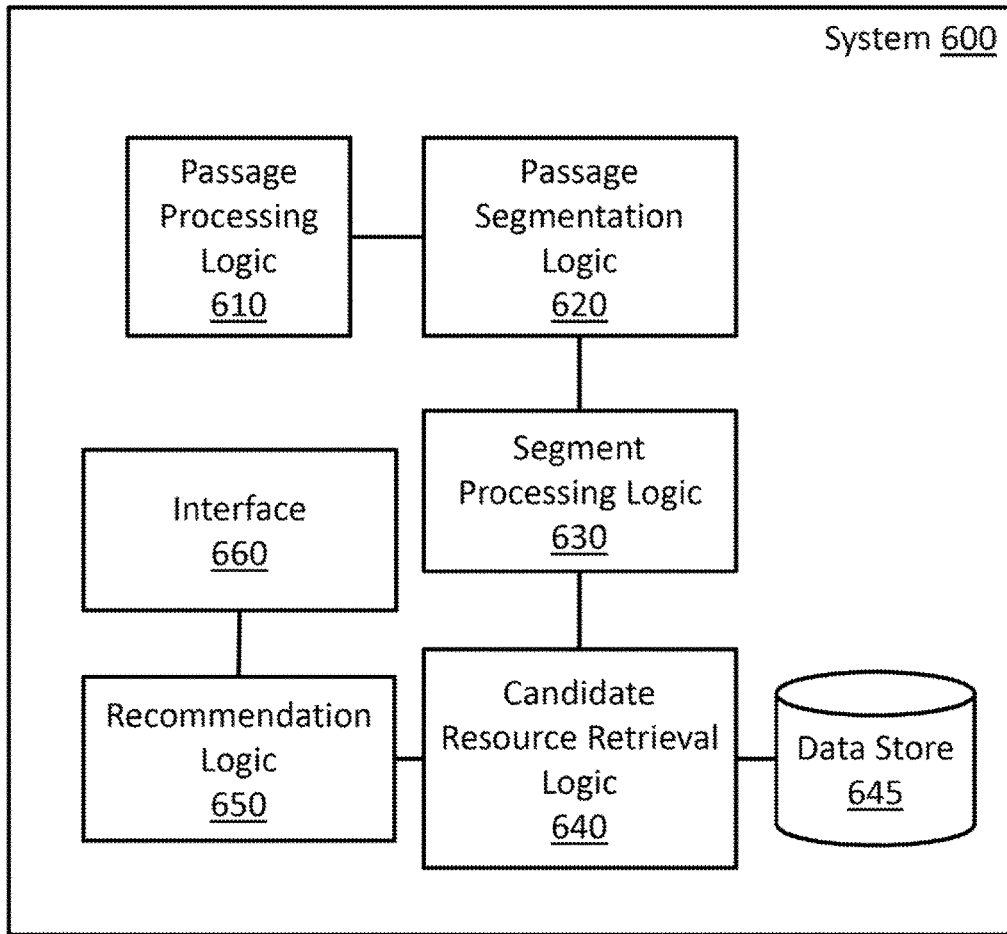 System 600
Passage
Processing
Logic
610
Passage
Segmentation
Logic
620
Segment
Processing Logic
630
Interface
660
Recommendation
Logic
650
Candidate
Resource Retrieval
Logic
640
Data Store
645